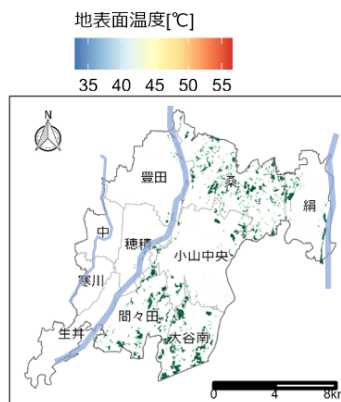 地表面温度[℃]
35 40 45 50 55
N
豊田
桑
絹
中
穂積
小山中央
寒川
間々田
生井
大谷南
0 4 8km